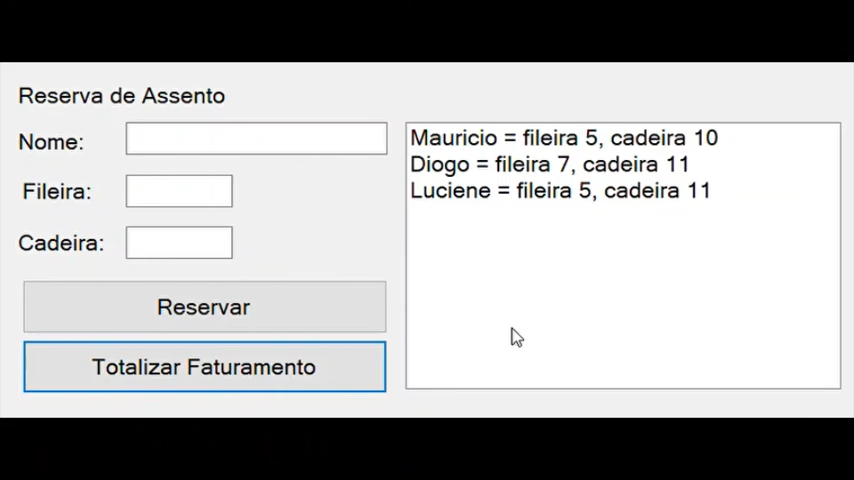 Reserva de Assento
Nome:
Fileira:
Cadeira:
Reservar
Totalizar Faturamento
Mauricio = fileira 5, cadeira 10
Diogo = fileira 7, cadeira 11
Luciene = fileira 5, cadeira 11